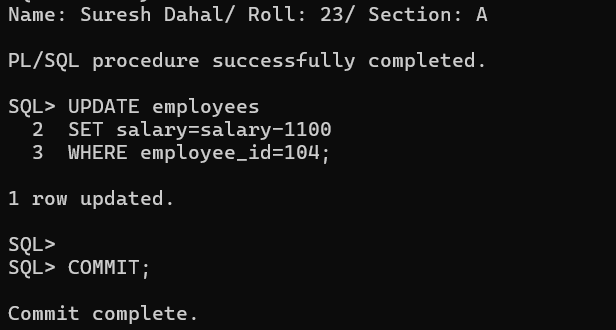 Name: Suresh Dahal/ Roll: 23/ Section: A
PL/SQL procedure successfully completed.
SQL> UPDATE employees
  2  SET salary=salary-1100
  3  WHERE employee_id=104;
1 row updated.
SQL>
SQL> COMMIT;
Commit complete.